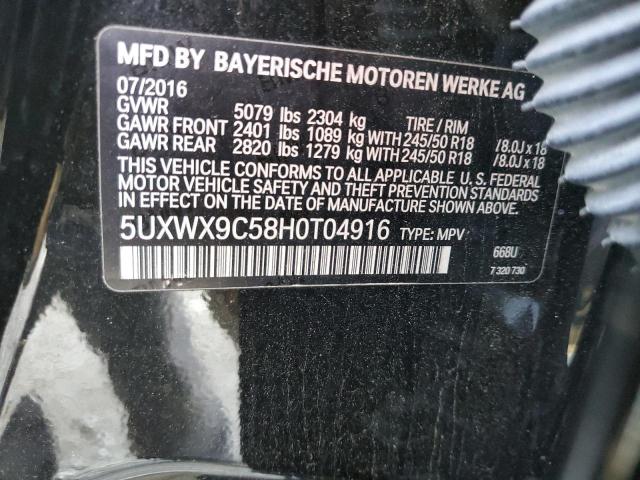 MFD BY BAYERISCHE MOTOREN WERKE AG
07/2016
GVWR 5079 lbs 2304 kg TIRE / RIM
GAWR FRONT 2401 lbs 1089 kg WITH 245/50 R18 /8.0J x 18
GAWR REAR 2820 lbs 1279 kg WITH 245/50 R18 /8.0J x 18
THIS VEHICLE CONFORMS TO ALL APPLICABLE U. S. FEDERAL
MOTOR VEHICLE SAFETY AND THEFT PREVENTION STANDARDS
IN EFFECT ON THE DATE OF MANUFACTURE SHOWN ABOVE.
5UXWX9C58H0T04916 TYPE: MPV
668U
7 320 730